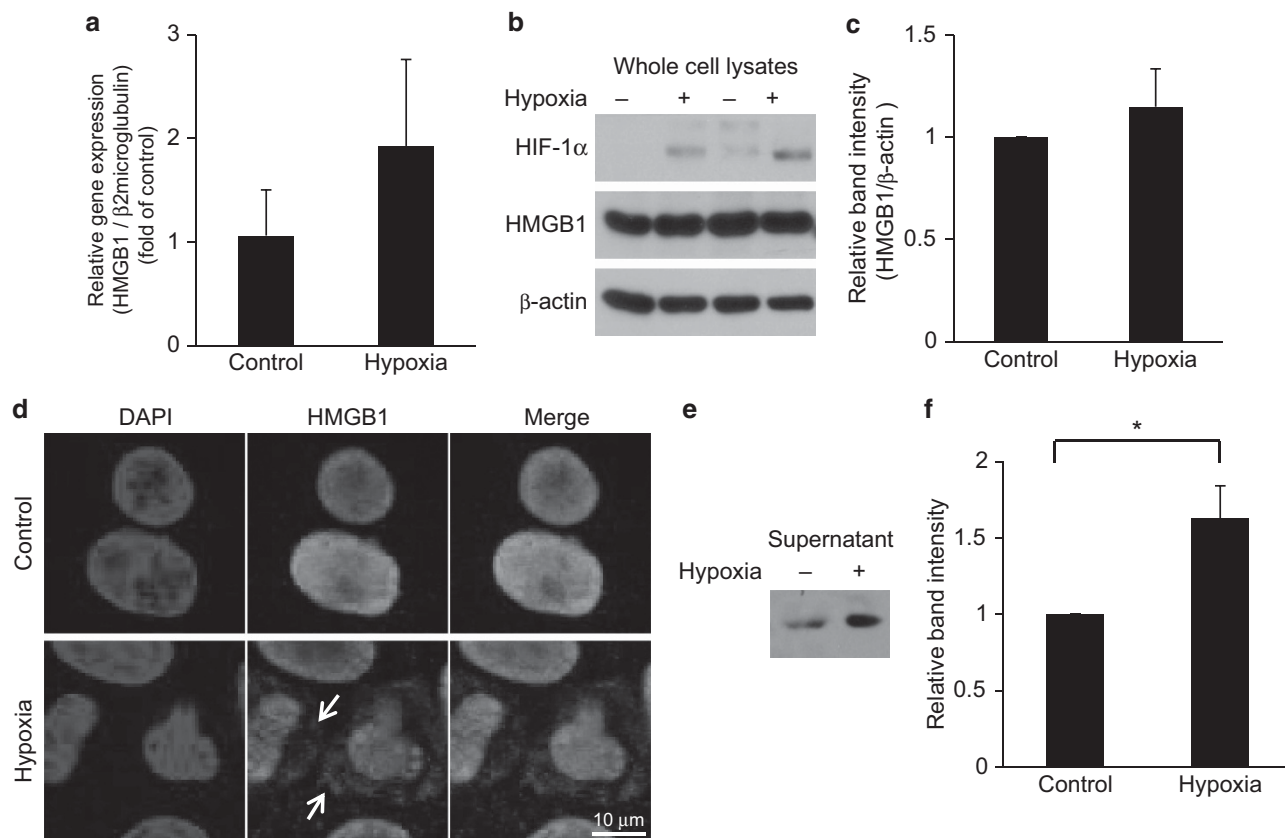 a
Relative gene expression
(HMGB1 / β2microglubulin)
(fold of control)
3
2
1
0
Control
Hypoxia
b
Whole cell lysates
Hypoxia – + – +
HIF-1α
HMGB1
β-actin
c
Relative band intensity
(HMGB1/β-actin )
1.5
1
0.5
0
Control
Hypoxia
d
DAPI
HMGB1
Merge
Control
Hypoxia
10 μm
e
Supernatant
Hypoxia – +
f
*
Relative band intensity
2
1.5
1
0.5
0
Control
Hypoxia